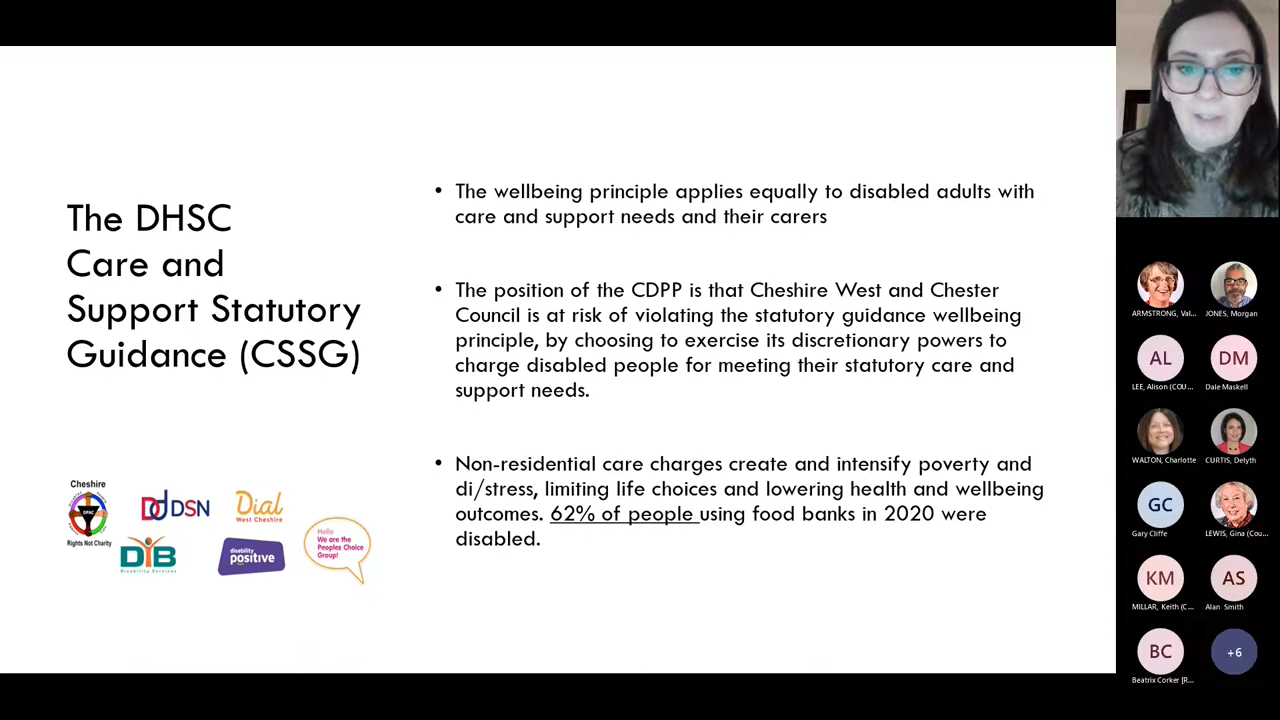 The DHSC
Care and
Support Statutory
Guidance (CSSG)
• The wellbeing principle applies equally to disabled adults with
care and support needs and their carers
• The position of the CDPP is that Cheshire West and Chester
Council is at risk of violating the statutory guidance wellbeing
principle, by choosing to exercise its discretionary powers to
charge disabled people for meeting their statutory care and
support needs.
• Non-residential care charges create and intensify poverty and
di/stress, limiting life choices and lowering health and wellbeing
outcomes. 62% of people using food banks in 2020 were
disabled.
Cheshire
DPAC
Rights Not Charity
DSN
Dial
West Cheshire
DIB
Disability Services
disability
positive
Hello
We are the
Peoples Choice
Group!
ARMSTRONG, Val...
JONES, Morgan
AL
DM
LEE, Alison (COU...
Dale Maskell
WALTON, Charlotte
CURTIS, Delyth
GC
Gary Cliffe
LEWIS, Gina (Cou...
KM
AS
MILLAR, Keith (C...
Alan Smith
BC
+6
Beatrix Corker [R...